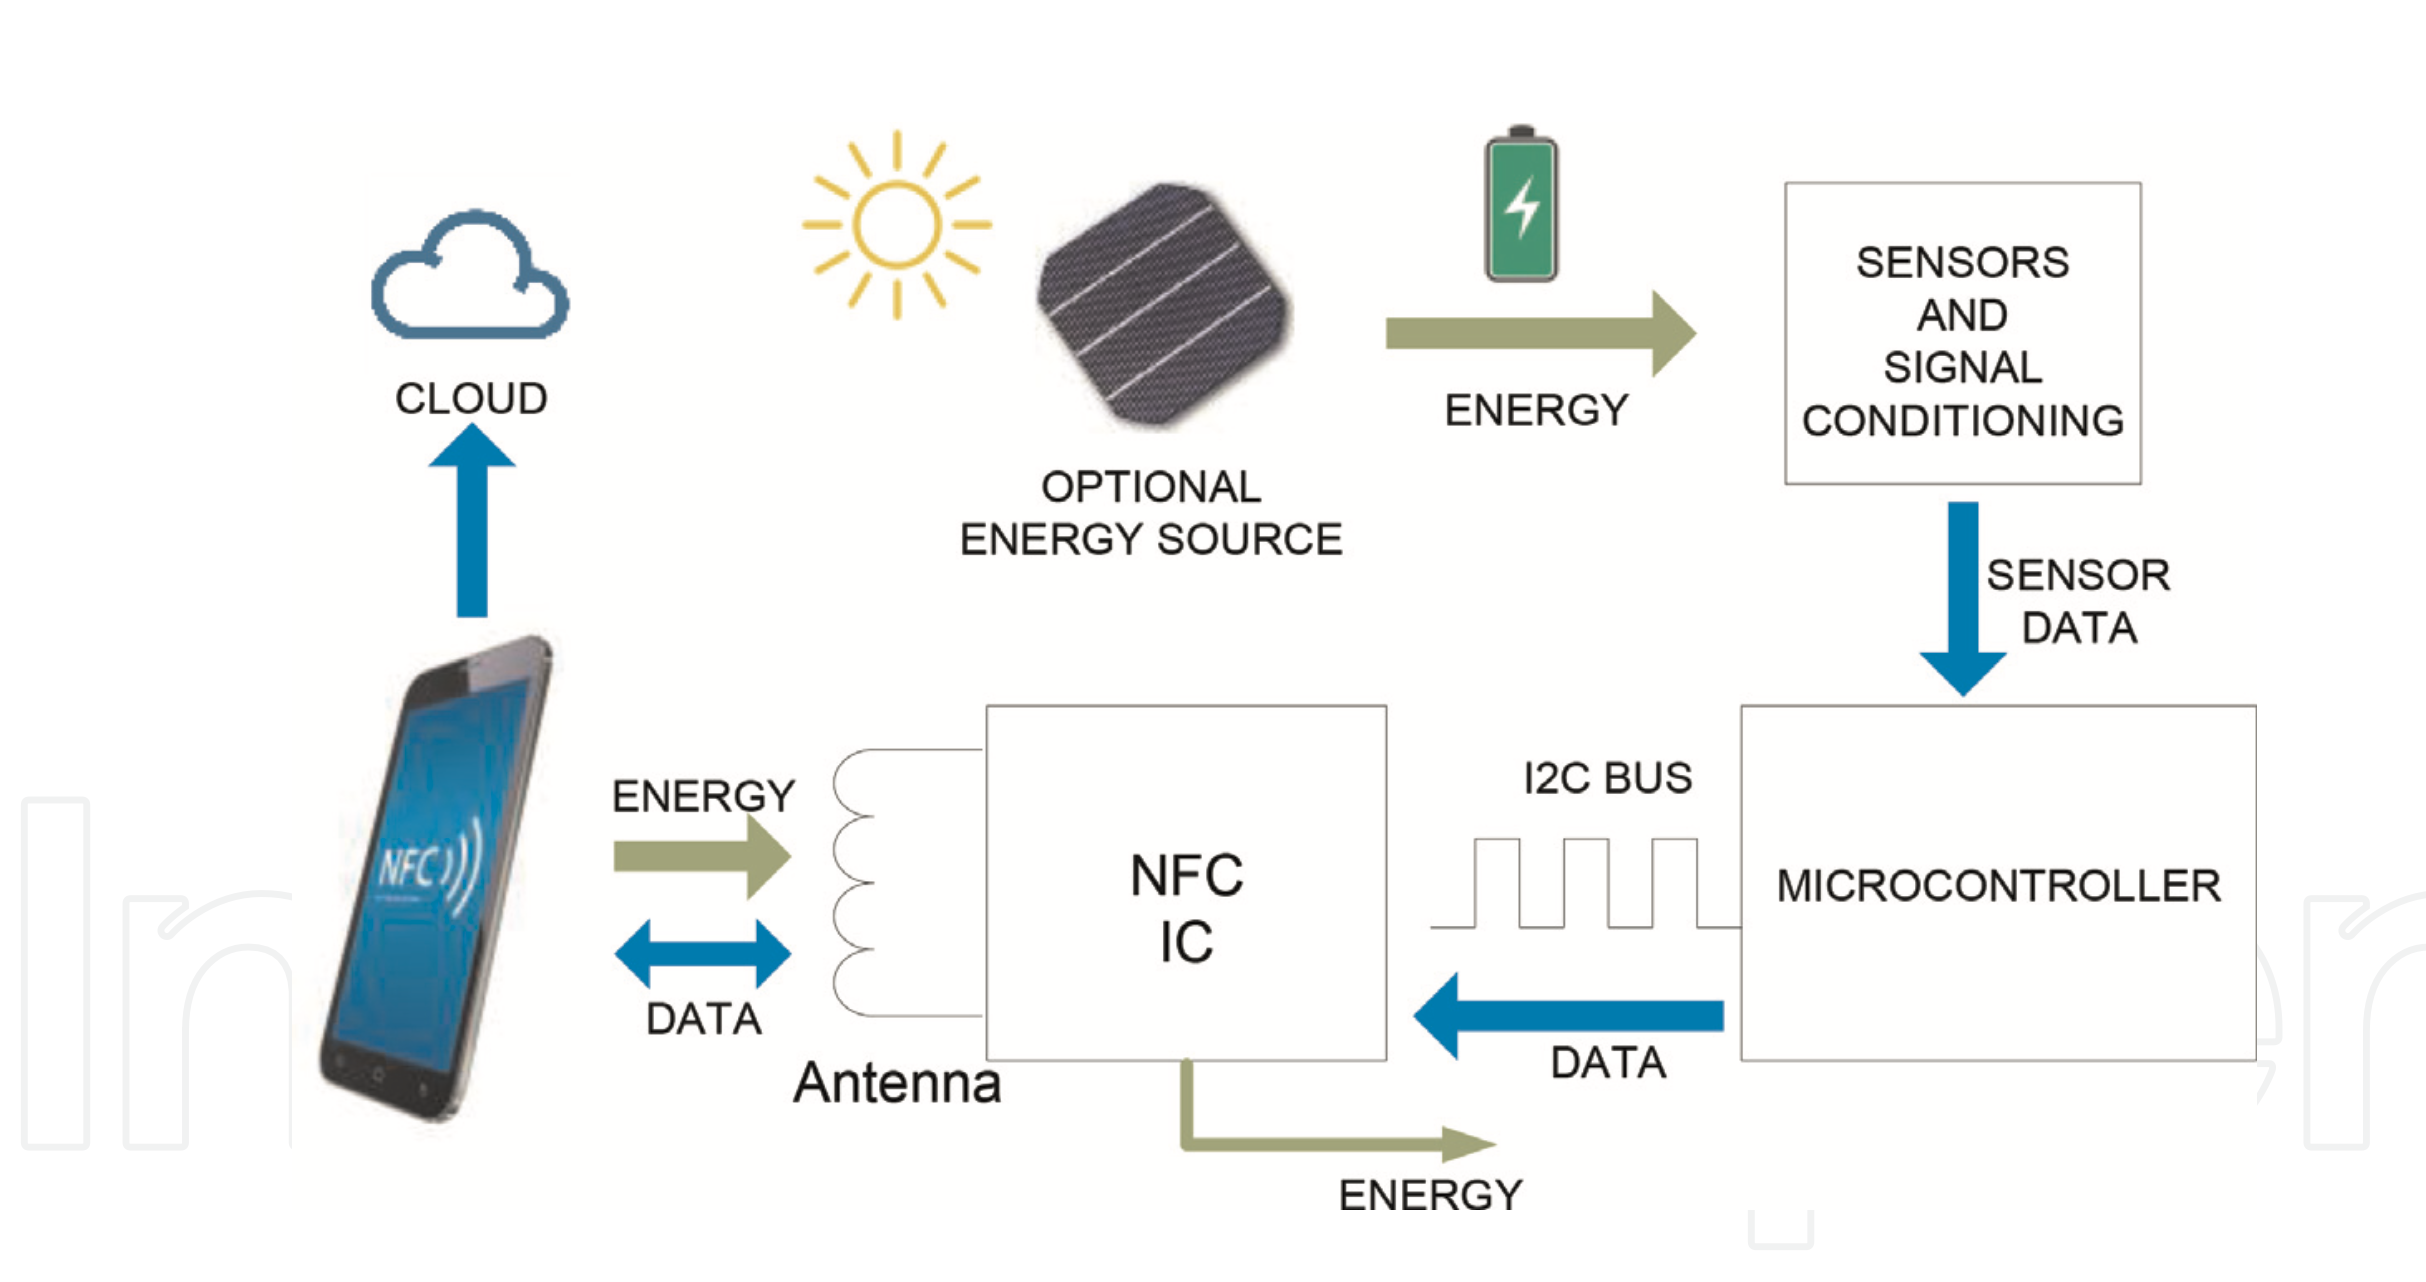 CLOUD
OPTIONAL
ENERGY SOURCE
ENERGY
SENSORS
AND
SIGNAL
CONDITIONING
SENSOR
DATA
NFC
ENERGY
DATA
Antenna
NFC
IC
I2C BUS
DATA
MICROCONTROLLER
ENERGY